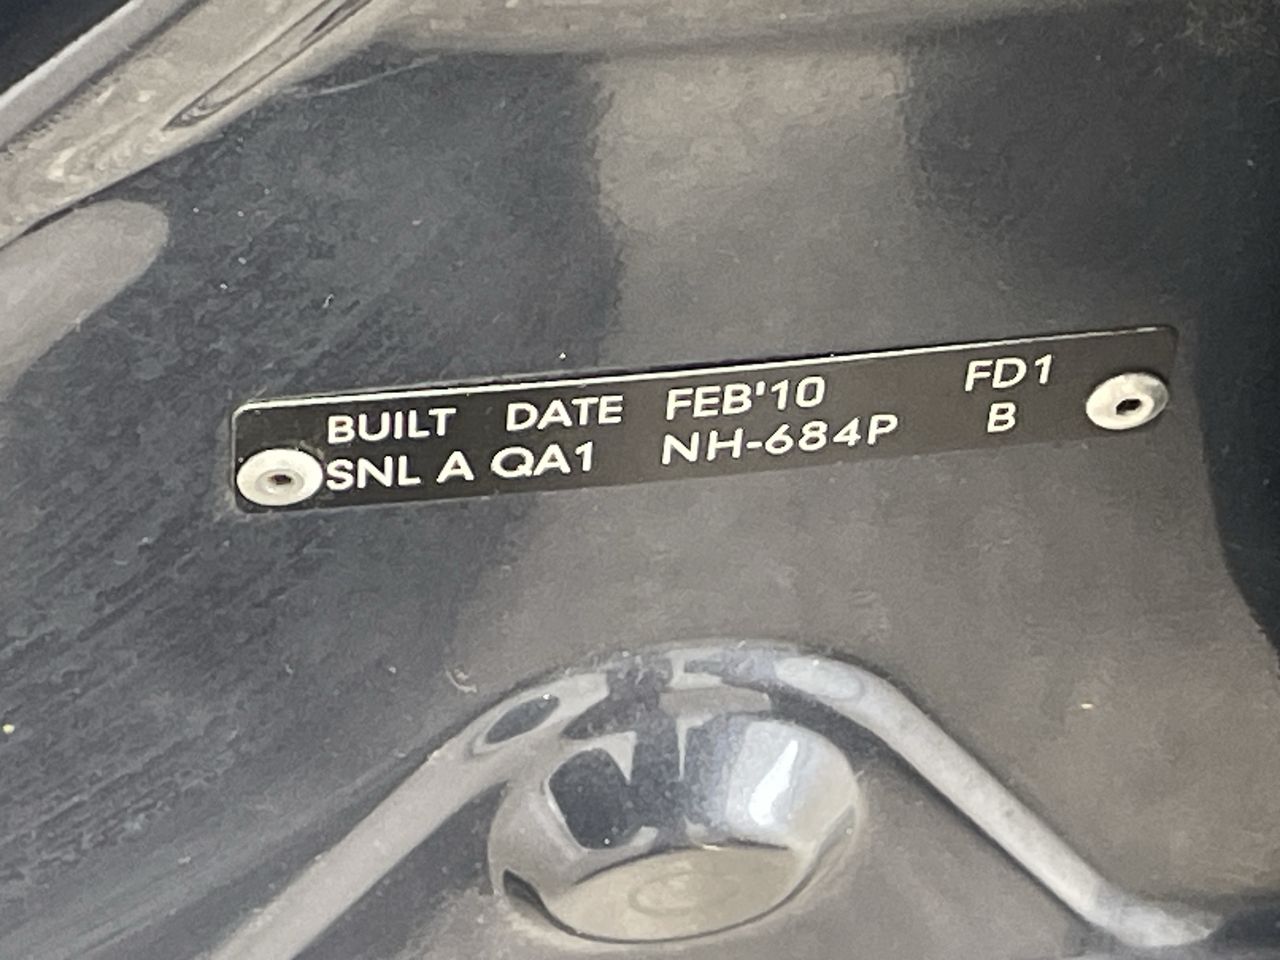 BUILT DATE FEB'10 FD1
SNL A QA1 NH-684P B